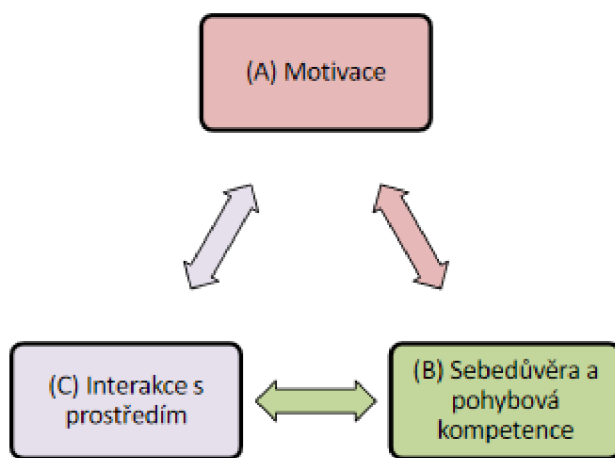 (A) Motivace
(C) Interakce s
prostředím
(B) Sebedůvěra a
pohybová
kompetence